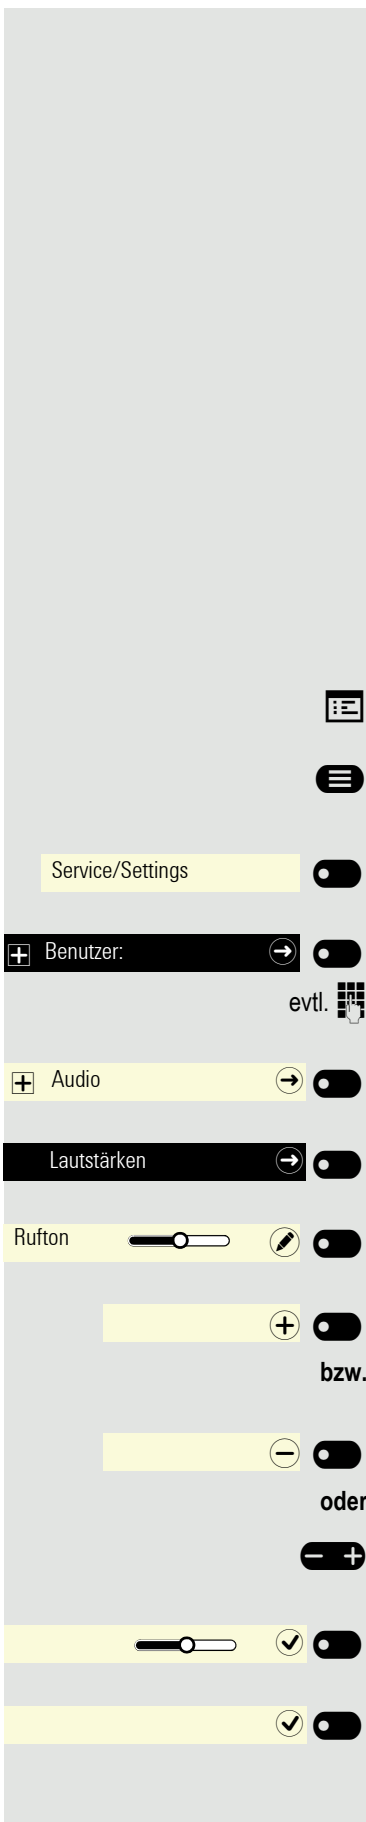 Service/Settings
Benutzer:
evtl.
Audio
Lautstärken
Rufton
bzw.
oder